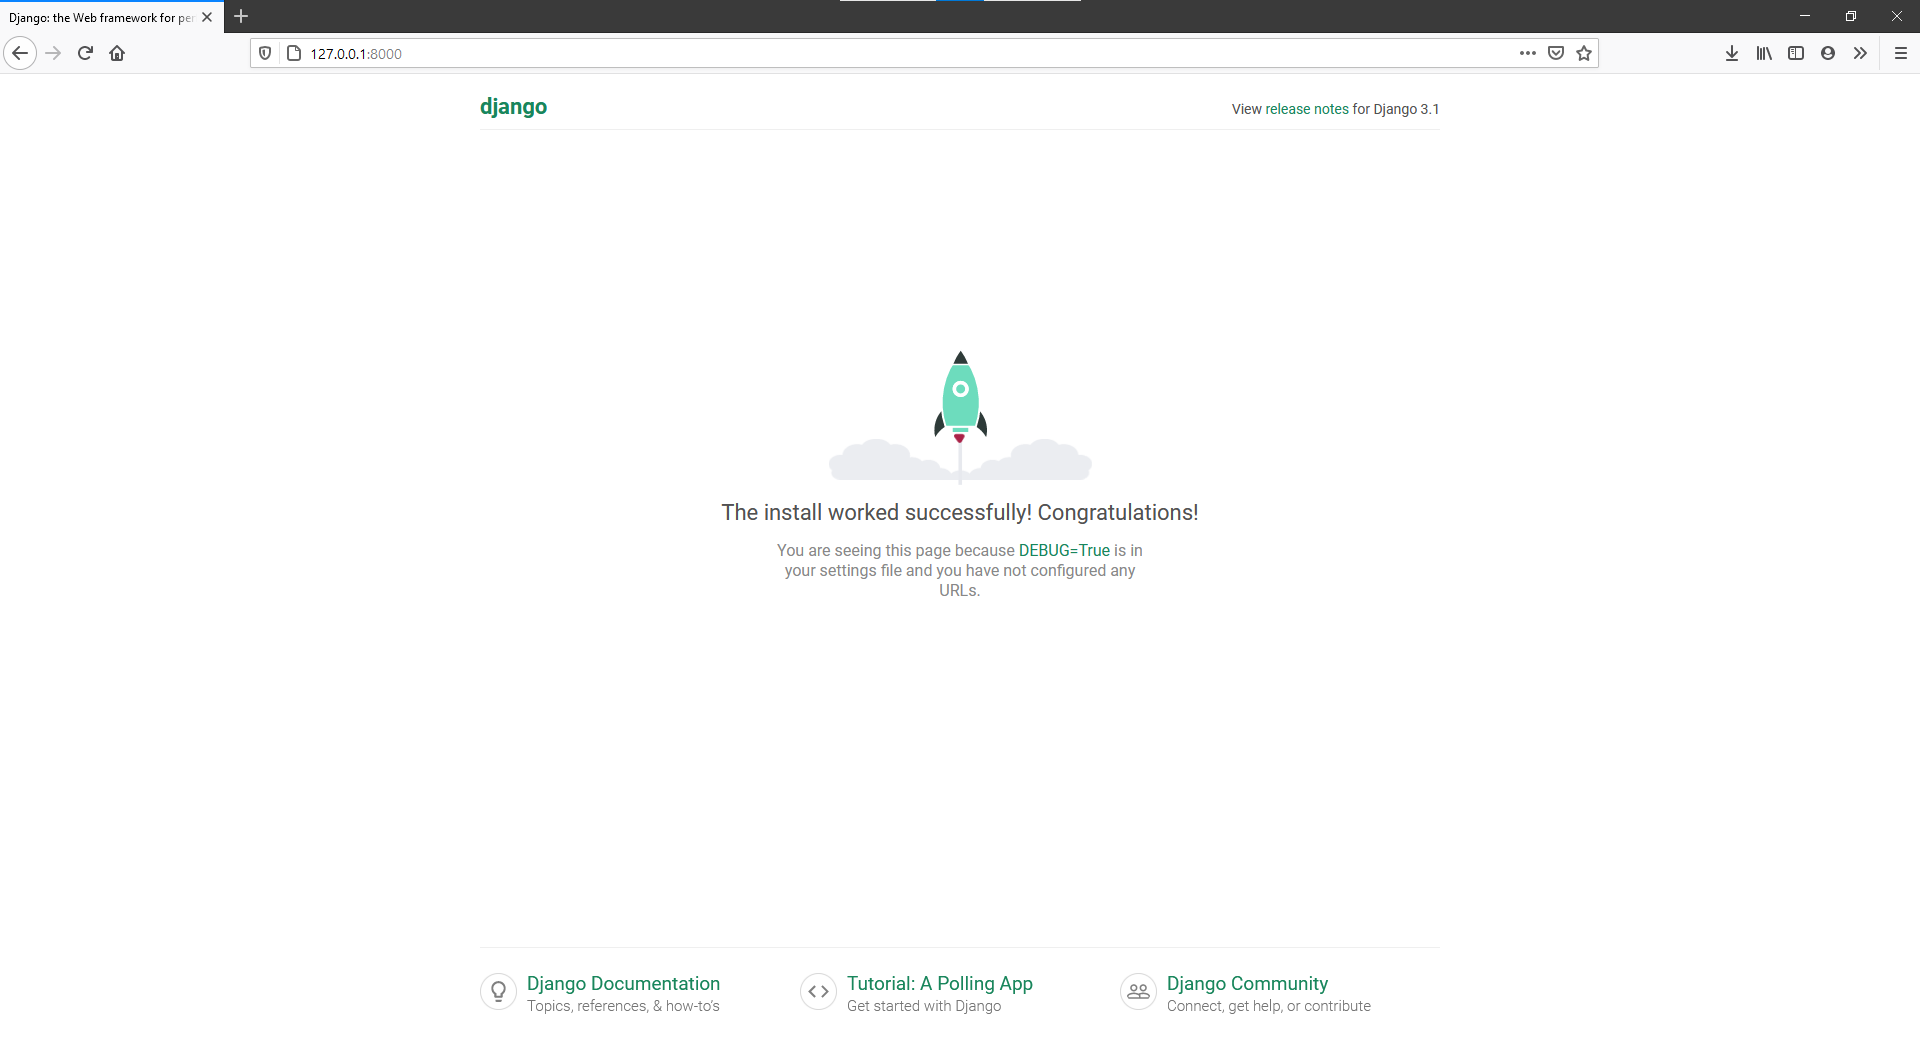 Django: the Web framework for per
127.0.0.1:8000
django
View release notes for Django 3.1
The install worked successfully! Congratulations!
You are seeing this page because DEBUG=True is in
your settings file and you have not configured any
URLs.
Django Documentation
Topics, references, & how-to’s
Tutorial: A Polling App
Get started with Django
Django Community
Connect, get help, or contribute